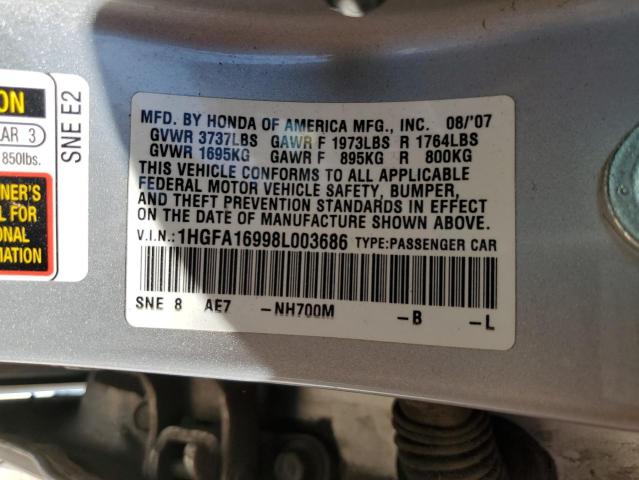 ON
AR 3
850lbs.
SNE E2
NER'S
L FOR
ONAL
MATION
MFD. BY HONDA OF AMERICA MFG., INC. 08/'07
GVWR 3737LBS GAWR F 1973LBS R 1764LBS
GVWR 1695KG GAWR F 895KG R 800KG
THIS VEHICLE CONFORMS TO ALL APPLICABLE
FEDERAL MOTOR VEHICLE SAFETY, BUMPER,
AND THEFT PREVENTION STANDARDS IN EFFECT
ON THE DATE OF MANUFACTURE SHOWN ABOVE.
V.I.N.: 1HGFA16998L003686 TYPE:PASSENGER CAR
SNE 8 AE7 -NH700M -B -L